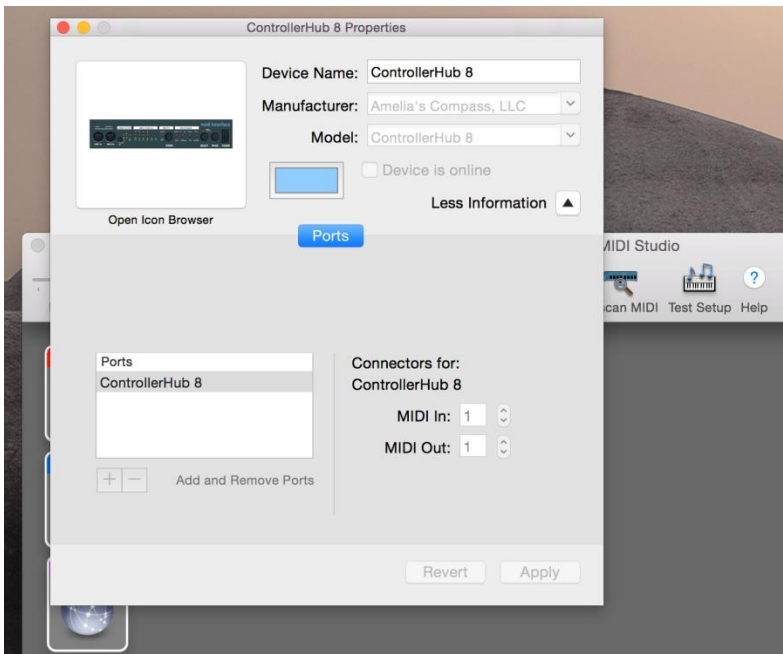 ControllerHub 8 Properties
Device Name: ControllerHub 8
Manufacturer: Amelia's Compass, LLC
Model: ControllerHub 8
Device is online
Less Information
Open Icon Browser
Ports
MIDI Studio
can MIDI Test Setup Help
Ports
ControllerHub 8
Add and Remove Ports
Connectors for:
ControllerHub 8
MIDI In: 1
MIDI Out: 1
Revert Apply